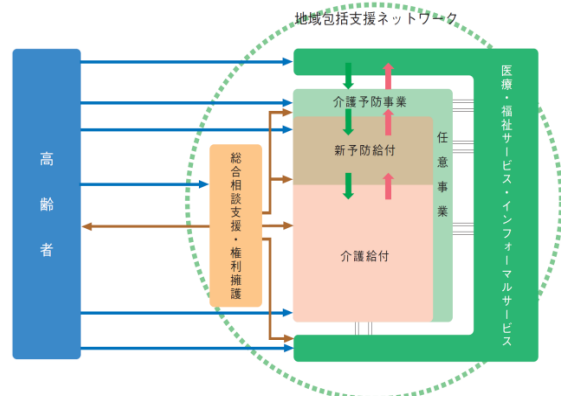 地域包括支援ネットワーク
高齢者
総合相談支援・権利擁護
介護予防事業
新予防給付
介護給付
任意事業
医療・福祉サービス・インフォーマルサービス